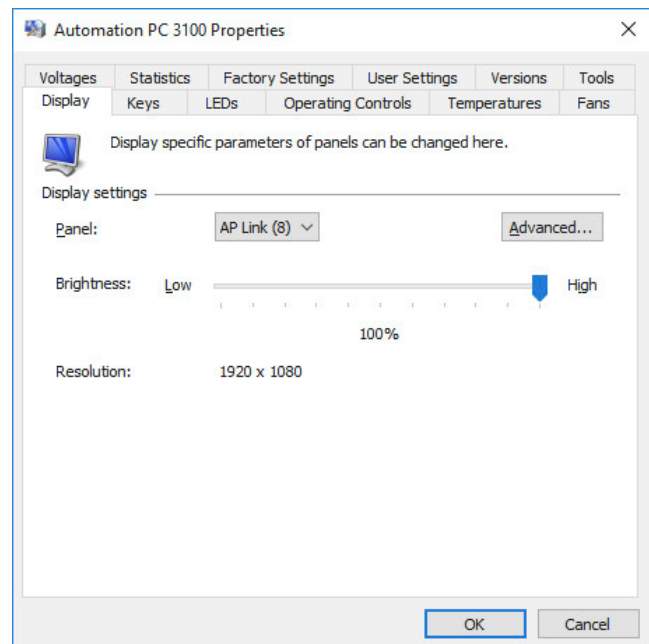 Automation PC 3100 Properties
Voltages Statistics Factory Settings User Settings Versions Tools
Display Keys LEDs Operating Controls Temperatures Fans
Display specific parameters of panels can be changed here.
Display settings
Panel: AP Link (8) Advanced...
Brightness: Low High
100%
Resolution: 1920 x 1080
OK Cancel